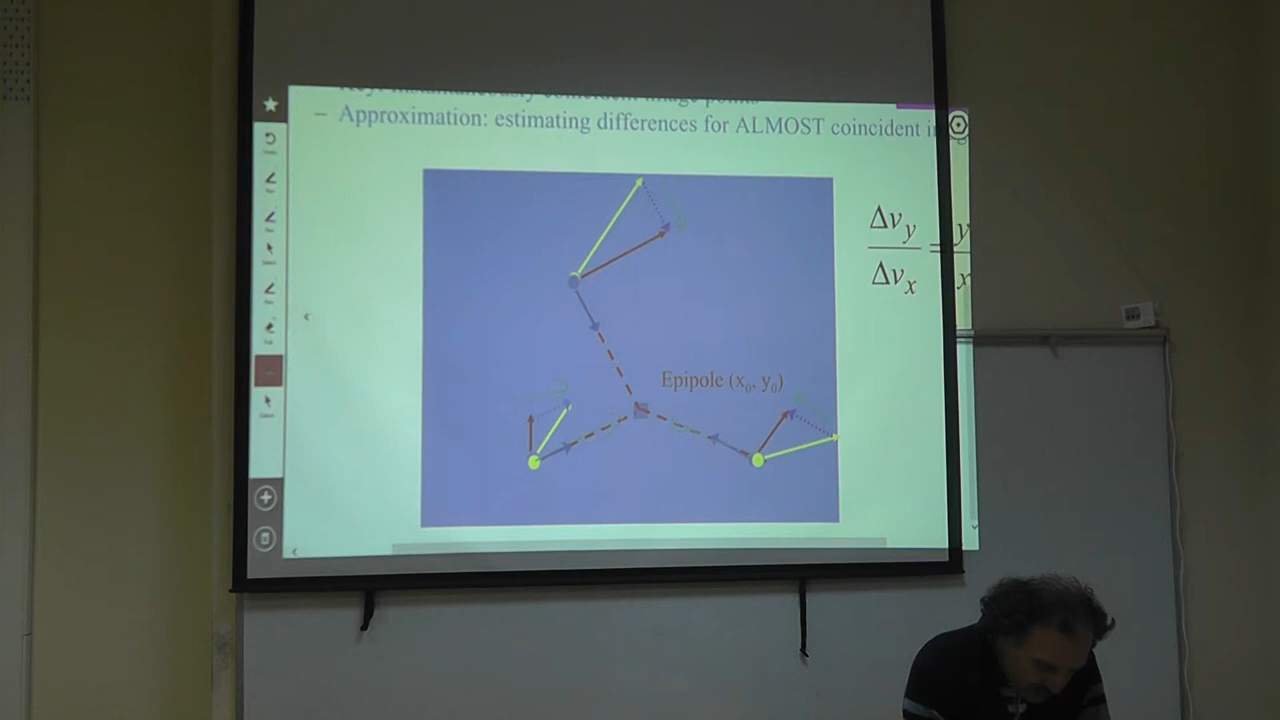 – Approximation: estimating differences for ALMOST coincident
Δv_y / Δv_x = y / x
Epipole (x₀, y₀)